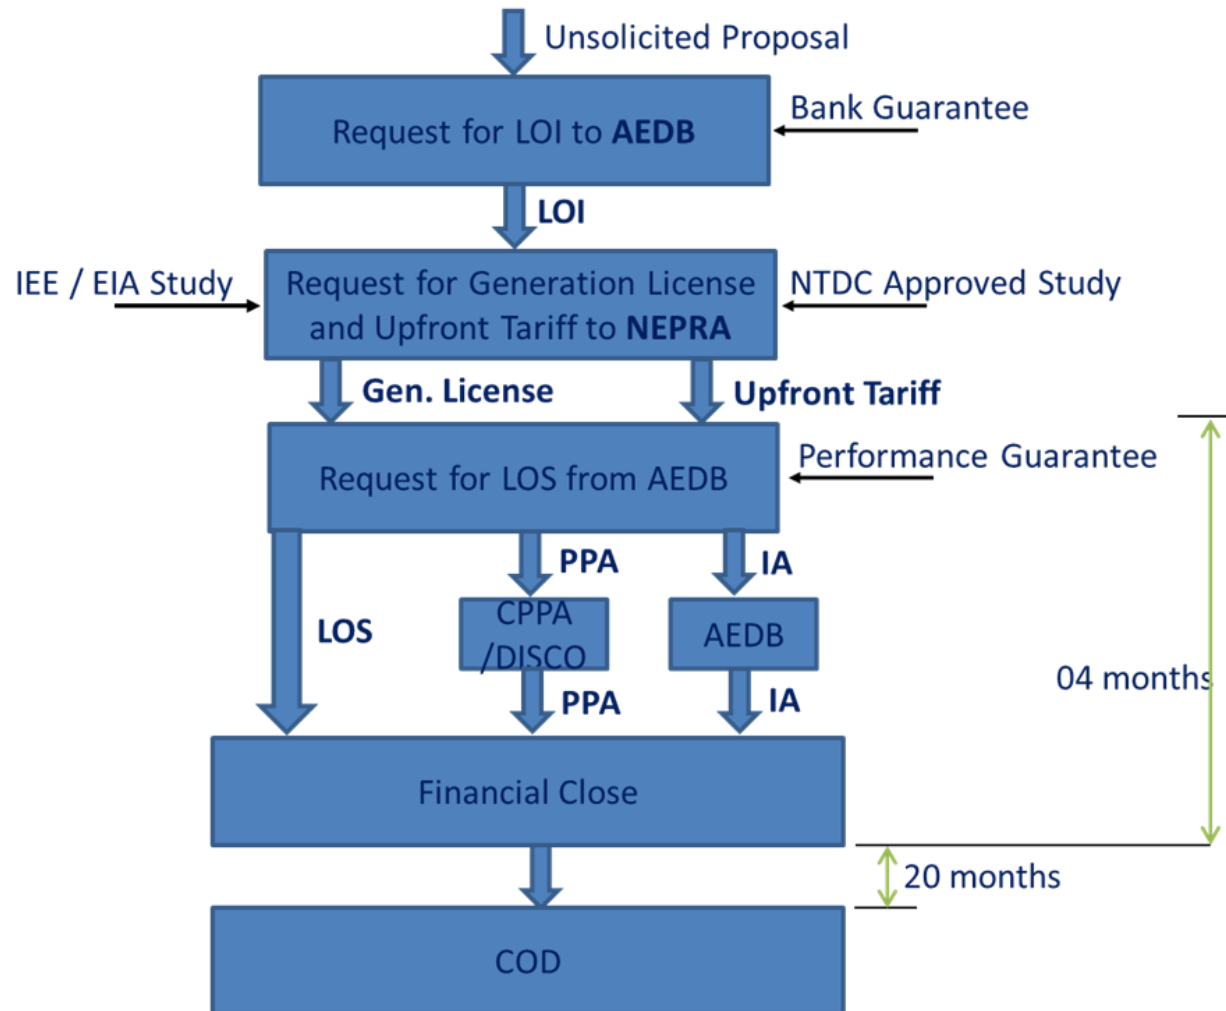 Unsolicited Proposal
Request for LOI to AEDB
Bank Guarantee
LOI
IEE / EIA Study
Request for Generation License
and Upfront Tariff to NEPRA
NTDC Approved Study
Gen. License
Upfront Tariff
Request for LOS from AEDB
Performance Guarantee
PPA
IA
CPPA
/DISCO
AEDB
LOS
04 months
PPA
IA
Financial Close
20 months
COD